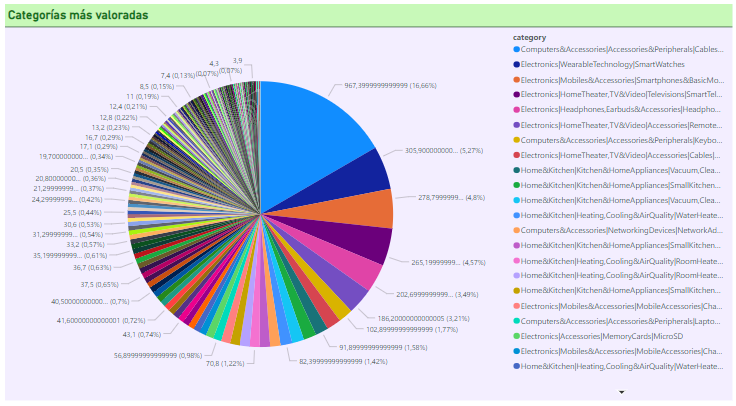 Categorías más valoradas
category
Computers&Accessories|Accessories&Peripherals|Cables...
Electronics|WearableTechnology|SmartWatches
Electronics|Mobiles&Accessories|Smartphones&BasicMo...
Electronics|HomeTheater,TV&Video|Televisions|SmartTel...
Electronics|Headphones,Earbuds&Accessories|Headpho...
Electronics|HomeTheater,TV&Video|Accessories|Remote...
Computers&Accessories|Accessories&Peripherals|Keybo...
Electronics|HomeTheater,TV&Video|Accessories|Cables|...
Home&Kitchen|Kitchen&HomeAppliances|Vacuum,Clea...
Home&Kitchen|Kitchen&HomeAppliances|SmallKitchen...
Home&Kitchen|Kitchen&HomeAppliances|Vacuum,Clea...
Home&Kitchen|Heating,Cooling&AirQuality|WaterHeate...
Computers&Accessories|NetworkingDevices|NetworkAd...
Home&Kitchen|Kitchen&HomeAppliances|SmallKitchen...
Home&Kitchen|Heating,Cooling&AirQuality|RoomHeate...
Home&Kitchen|Heating,Cooling&AirQuality|RoomHeate...
Home&Kitchen|Kitchen&HomeAppliances|SmallKitchen...
Electronics|Mobiles&Accessories|MobileAccessories|Cha...
Computers&Accessories|Accessories&Peripherals|Lapto...
Electronics|Accessories|MemoryCards|MicroSD
Electronics|Mobiles&Accessories|MobileAccessories|Cha...
Home&Kitchen|Heating,Cooling&AirQuality|WaterHeate...
967,3999999999999 (16,66%)
305,900000000... (5,27%)
278,7999999... (4,8%)
265,19999999... (4,57%)
202,6999999999... (3,49%)
186,20000000000005 (3,21%)
102,89999999999999 (1,77%)
91,89999999999999 (1,58%)
82,39999999999999 (1,42%)
70,8 (1,22%)
56,89999999999999 (0,98%)
43,1 (0,74%)
41,60000000000001 (0,72%)
40,50000000000... (0,7%)
37,5 (0,65%)
36,7 (0,63%)
35,199999999... (0,61%)
33,2 (0,57%)
31,29999999... (0,54%)
30,6 (0,53%)
25,5 (0,44%)
24,29999999... (0,42%)
21,29999999... (0,37%)
20,80000000... (0,36%)
20,5 (0,35%)
19,700000000... (0,34%)
17,1 (0,29%)
16,7 (0,29%)
13,2 (0,23%)
12,8 (0,22%)
12,4 (0,21%)
11 (0,19%)
8,5 (0,15%)
7,4 (0,13%)
4,3 (0,07%)
3,9 (0,07%)